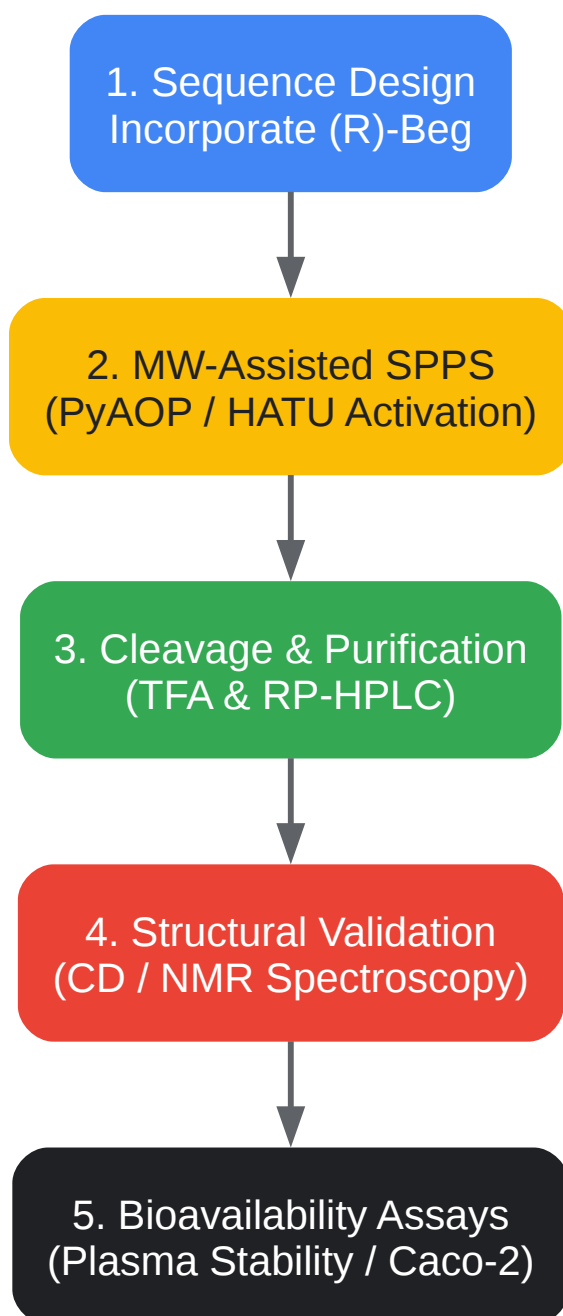 1. Sequence Design
Incorporate (R)-Beg
2. MW-Assisted SPPS
(PyAOP / HATU Activation)
3. Cleavage & Purification
(TFA & RP-HPLC)
4. Structural Validation
(CD / NMR Spectroscopy)
5. Bioavailability Assays
(Plasma Stability / Caco-2)